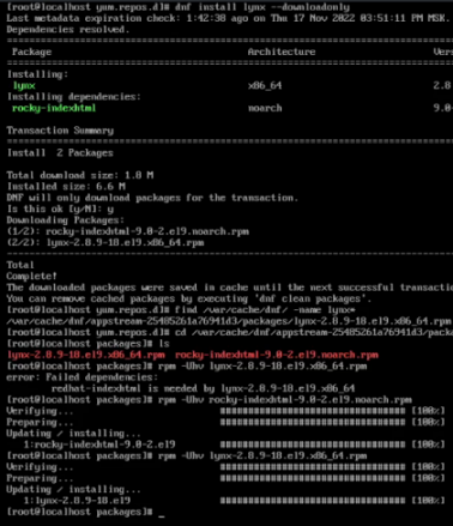 [root@localhost yum.repos.d]# dnf install lynx --downloadonly
Last metadata expiration check: 1:42:38 ago on Thu 17 Nov 2022 03:51:11 PM MSK.
Dependencies resolved.
Package Architecture Vers
Installing:
lynx x86_64 2.8
Installing dependencies:
rocky-indexhtml noarch 9.0-
Transaction Summary
Install 2 Packages
Total download size: 1.8 M
Installed size: 6.6 M
DNF will only download packages for the transaction.
Is this ok [y/N]: y
Downloading Packages:
(1/2): rocky-indexhtml-9.0-2.el9.noarch.rpm
(2/2): lynx-2.8.9-18.el9.x86_64.rpm
Total
Complete!
The downloaded packages were saved in cache until the next successful transacti
You can remove cached packages by executing 'dnf clean packages'.
[root@localhost yum.repos.d]# find /var/cache/dnf/ -name lynx*
/var/cache/dnf/appstream-25485261a76941d3/packages/lynx-2.8.9-18.el9.x86_64.rpm
[root@localhost yum.repos.d]# cd /var/cache/dnf/appstream-25485261a76941d3/packa
[root@localhost packages]# ls
lynx-2.8.9-18.el9.x86_64.rpm rocky-indexhtml-9.0-2.el9.noarch.rpm
[root@localhost packages]# rpm -Uhv lynx-2.8.9-18.el9.x86_64.rpm
error: Failed dependencies:
redhat-indexhtml is needed by lynx-2.8.9-18.el9.x86_64
[root@localhost packages]# rpm -Uhv rocky-indexhtml-9.0-2.el9.noarch.rpm
Verifying... ################################# [100%]
Preparing... ################################# [100%]
Updating / installing...
1:rocky-indexhtml-9.0-2.el9 ################################# [100%]
[root@localhost packages]# rpm -Uhv lynx-2.8.9-18.el9.x86_64.rpm
Verifying... ################################# [100%]
Preparing... ################################# [100%]
Updating / installing...
1:lynx-2.8.9-18.el9 ################################# [100%]
[root@localhost packages]# _